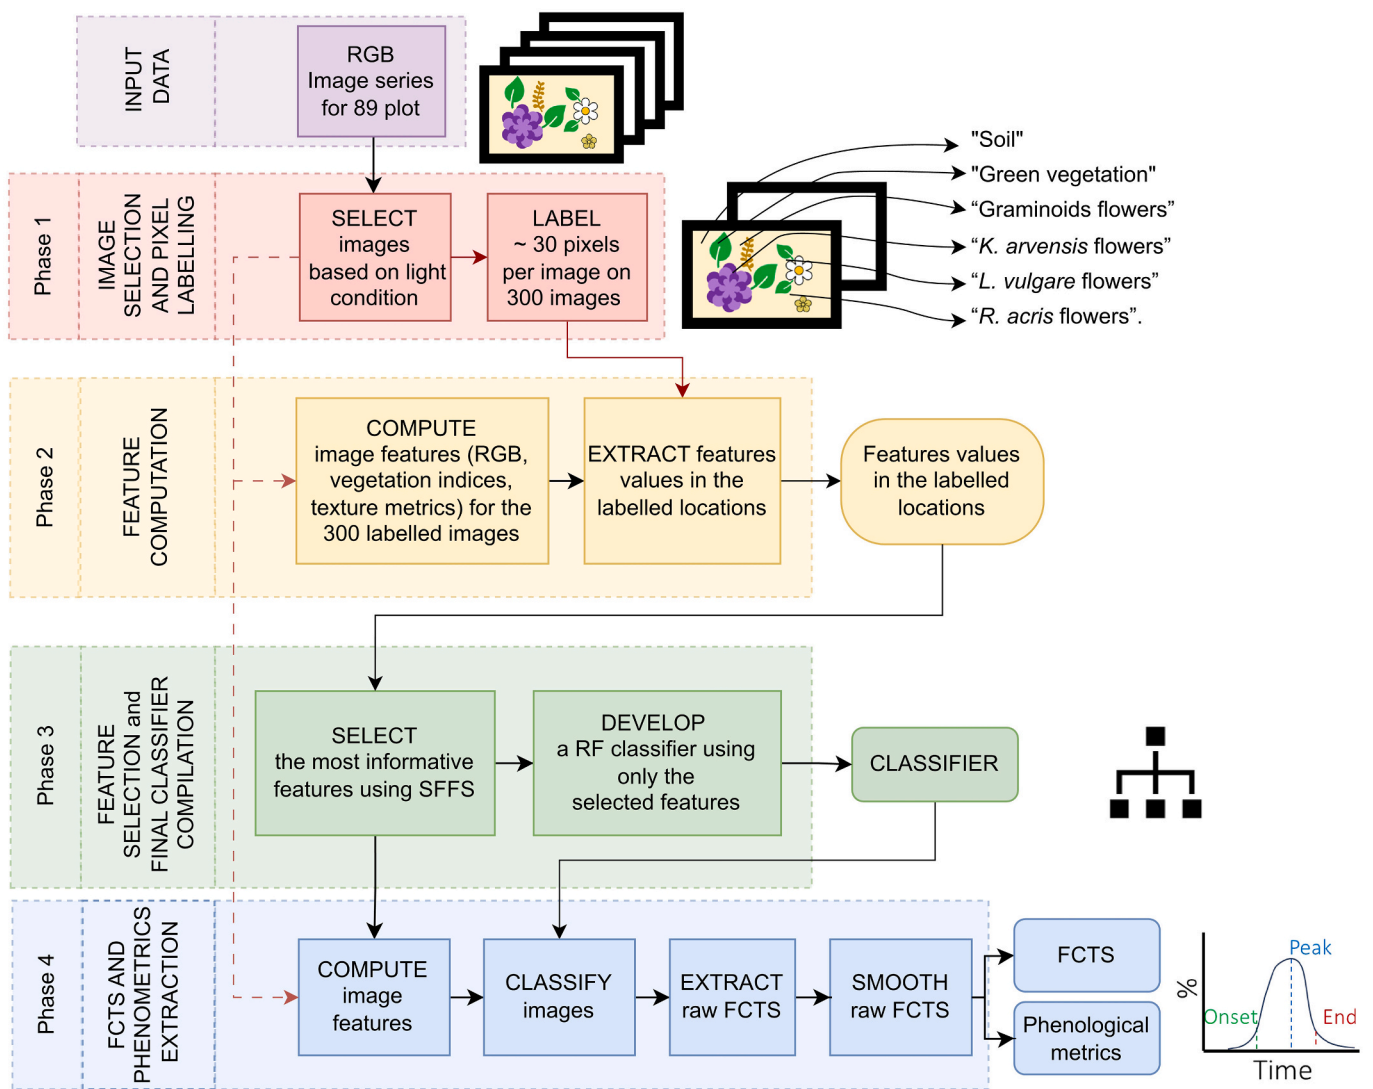 INPUT
DATA
RGB
Image series
for 89 plot
Phase 1
IMAGE
SELECTION
AND PIXEL
LABELLING
SELECT
images
based on light
condition
LABEL
~ 30 pixels
per image on
300 images
"Soil"
"Green vegetation"
“Graminoids flowers”
“K. arvensis flowers”
“L. vulgare flowers”
“R. acris flowers”.
Phase 2
FEATURE
COMPUTATION
COMPUTE
image features (RGB,
vegetation indices,
texture metrics) for the
300 labelled images
EXTRACT features
values in the
labelled locations
Features values
in the labelled
locations
Phase 3
FEATURE
SELECTION and
FINAL CLASSIFIER
COMPILATION
SELECT
the most informative
features using SFFS
DEVELOP
a RF classifier using
only the
selected features
CLASSIFIER
Phase 4
FCTS AND
PHENOMETRICS
EXTRACTION
COMPUTE
image
features
CLASSIFY
images
EXTRACT
raw FCTS
SMOOTH
raw FCTS
FCTS
Phenological
metrics
%
Peak
Onset
End
Time